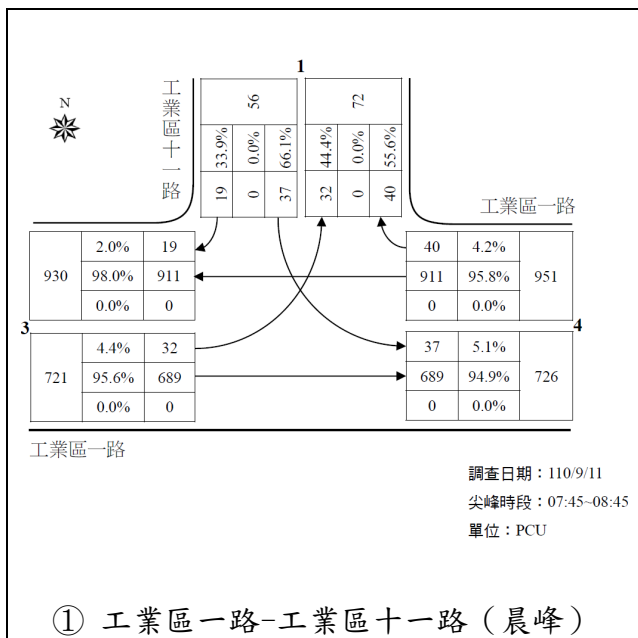 1
N
工業區十一路
56
33.9% 0.0% 66.1%
19 0 37
72
44.4% 0.0% 55.6%
32 0 40
工業區一路
930
2.0% 19
98.0% 911
0.0% 0
40 4.2%
911 95.8%
0 0.0%
951
3
4
721
4.4% 32
95.6% 689
0.0% 0
37 5.1%
689 94.9%
0 0.0%
726
工業區一路
調查日期：110/9/11
尖峰時段：07:45~08:45
單位：PCU
① 工業區一路-工業區十一路（晨峰）